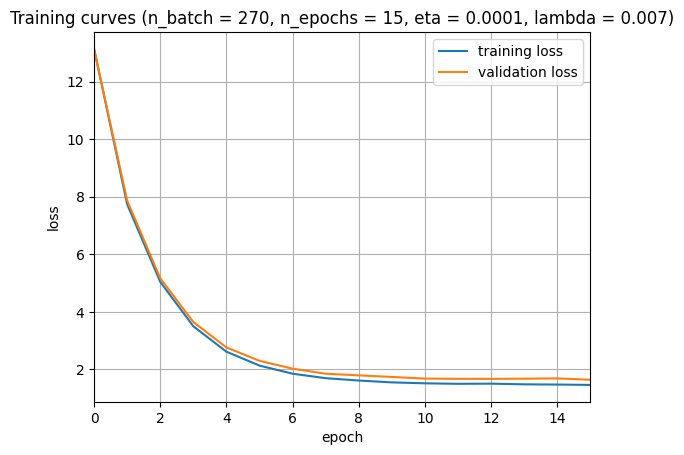 Training curves (n_batch = 270, n_epochs = 15, eta = 0.0001, lambda = 0.007)
training loss
validation loss
12
10
8
6
4
2
loss
0 2 4 6 8 10 12 14
epoch